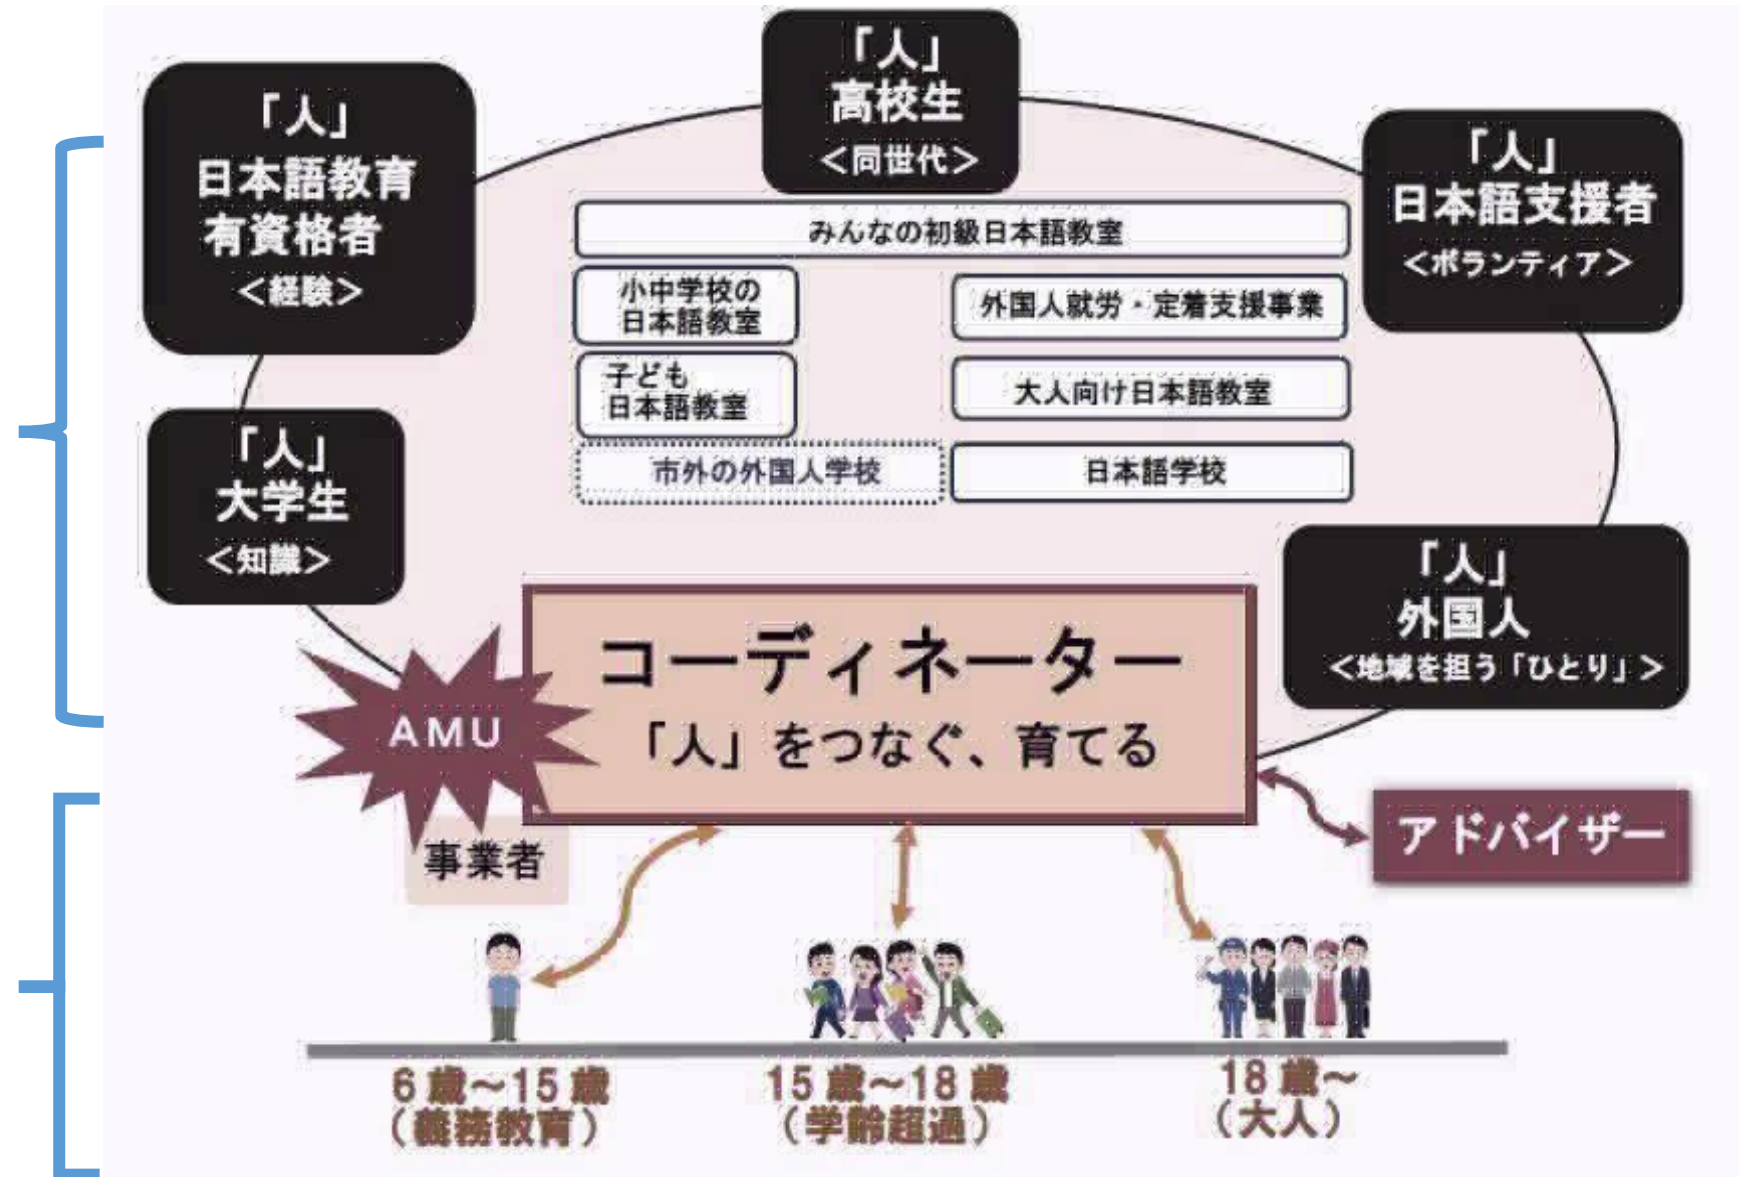 「人」
高校生
＜同世代＞
「人」
日本語教育
有資格者
＜経験＞
「人」
日本語支援者
＜ボランティア＞
みんなの初級日本語教室
小中学校の
日本語教室
外国人就労・定着支援事業
子ども
日本語教室
大人向け日本語教室
市外の外国人学校
日本語学校
「人」
大学生
＜知識＞
「人」
外国人
＜地域を担う「ひとり」＞
コーディネーター
「人」をつなぐ、育てる
AMU
事業者
アドバイザー
6歳～15歳
（義務教育）
15歳～18歳
（学齢超過）
18歳～
（大人）